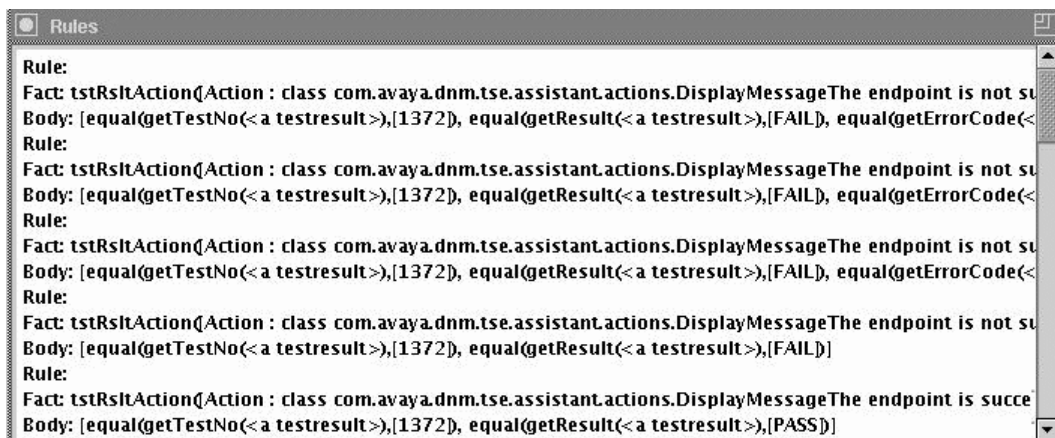 Rules
Rule:
Fact: tstRsltAction([Action : class com.avaya.dnm.tse.assistant.actions.DisplayMessageThe endpoint is not su
Body: [equal(getTestNo(<a testresult>),[1372]), equal(getResult(<a testresult>),[FAIL]), equal(getErrorCode(<
Rule:
Fact: tstRsltAction([Action : class com.avaya.dnm.tse.assistant.actions.DisplayMessageThe endpoint is not su
Body: [equal(getTestNo(<a testresult>),[1372]), equal(getResult(<a testresult>),[FAIL]), equal(getErrorCode(<
Rule:
Fact: tstRsltAction([Action : class com.avaya.dnm.tse.assistant.actions.DisplayMessageThe endpoint is not su
Body: [equal(getTestNo(<a testresult>),[1372]), equal(getResult(<a testresult>),[FAIL]), equal(getErrorCode(<
Rule:
Fact: tstRsltAction([Action : class com.avaya.dnm.tse.assistant.actions.DisplayMessageThe endpoint is not su
Body: [equal(getTestNo(<a testresult>),[1372]), equal(getResult(<a testresult>),[FAIL])]
Rule:
Fact: tstRsltAction([Action : class com.avaya.dnm.tse.assistant.actions.DisplayMessageThe endpoint is succe
Body: [equal(getTestNo(<a testresult>),[1372]), equal(getResult(<a testresult>),[PASS])]